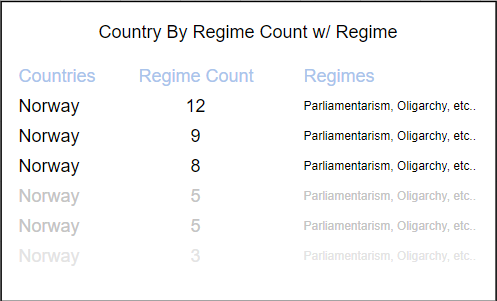 Country By Regime Count w/ Regime
Countries Regime Count Regimes
Norway 12 Parliamentarism, Oligarchy, etc..
Norway 9 Parliamentarism, Oligarchy, etc..
Norway 8 Parliamentarism, Oligarchy, etc..
Norway 5 Parliamentarism, Oligarchy, etc..
Norway 5 Parliamentarism, Oligarchy, etc..
Norway 3 Parliamentarism, Oligarchy, etc..